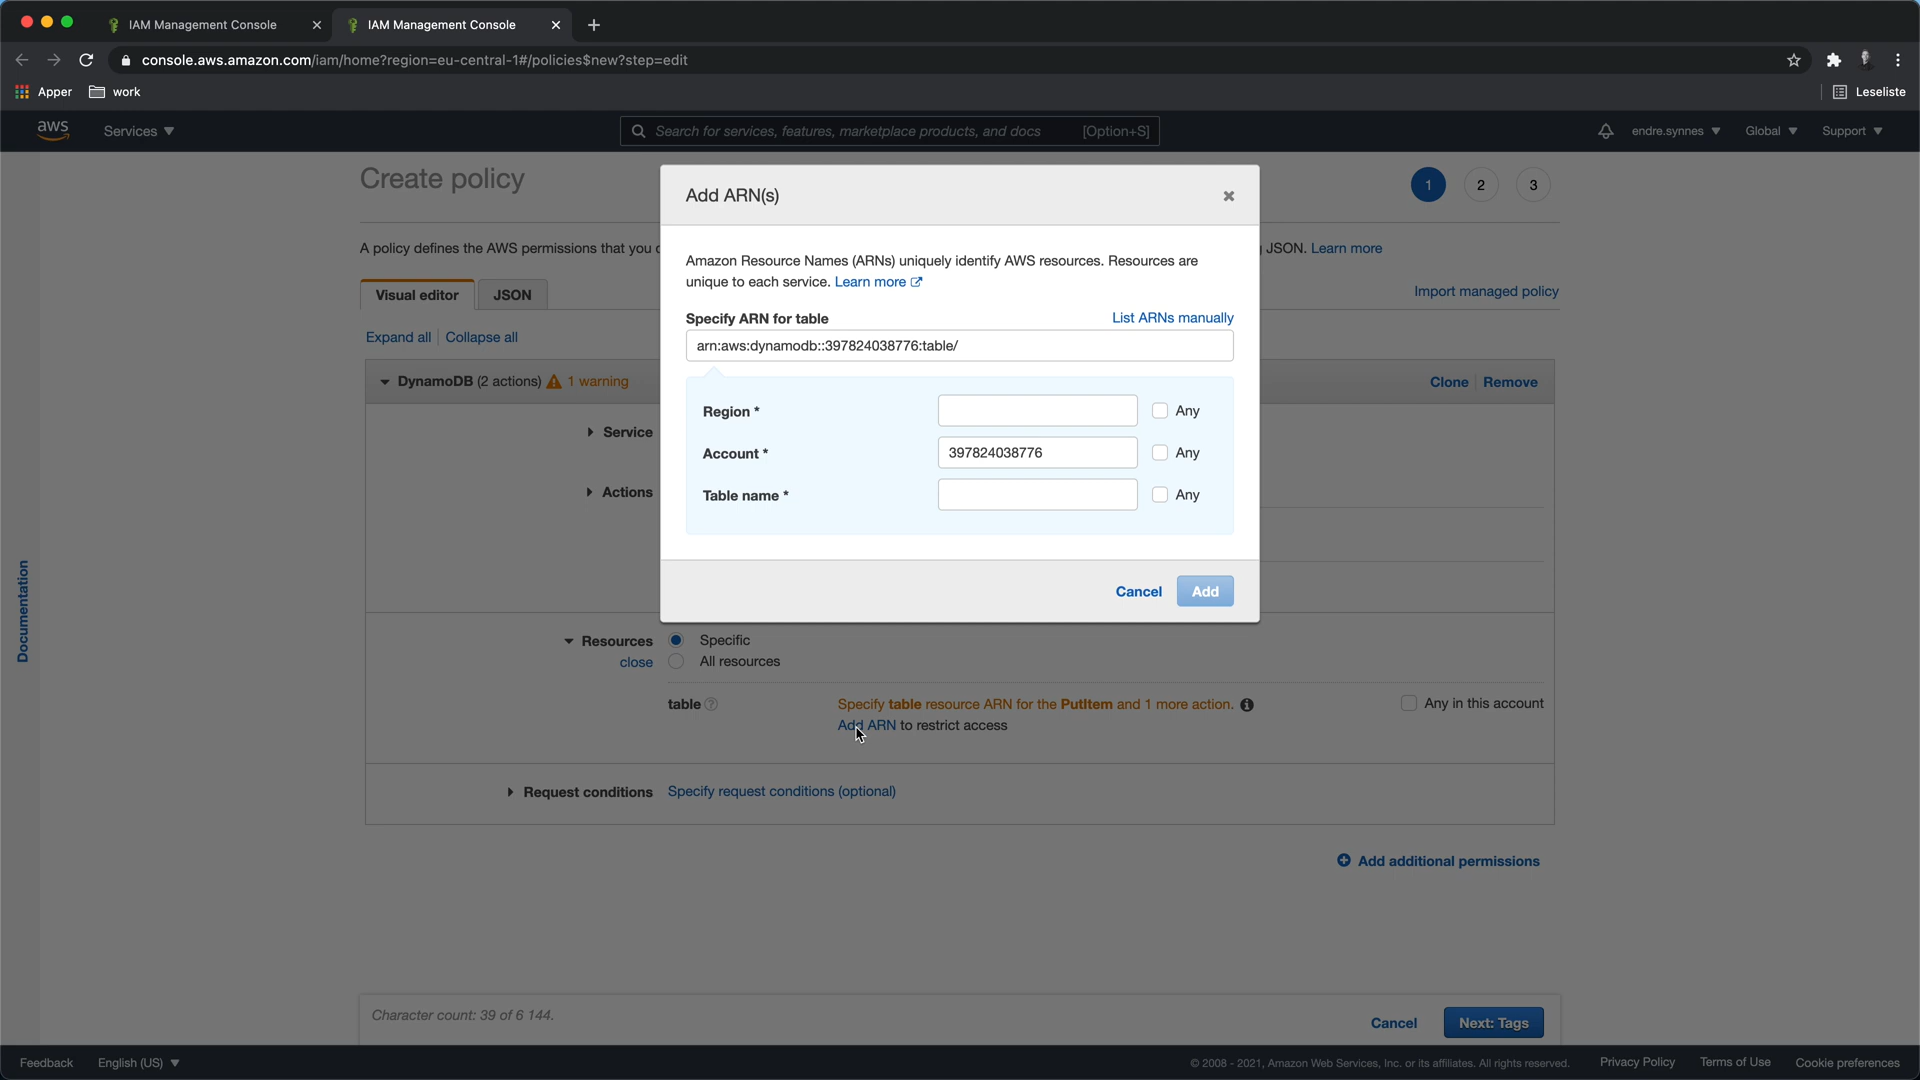 IAM Management Console
IAM Management Console
console.aws.amazon.com/iam/home?region=eu-central-1#/policies$new?step=edit
Apper
work
Leseliste
aws
Services
Search for services, features, marketplace products, and docs
[Option+S]
endre.synnes
Global
Support
Create policy
1
2
3
A policy defines the AWS permissions that you
JSON. Learn more
Visual editor
JSON
Import managed policy
Expand all
Collapse all
DynamoDB (2 actions)
1 warning
Clone
Remove
Service
Actions
Add ARN(s)
Amazon Resource Names (ARNs) uniquely identify AWS resources. Resources are
unique to each service. Learn more
Specify ARN for table
List ARNs manually
arn:aws:dynamodb::397824038776:table/
Region *
Any
Account *
397824038776
Any
Table name *
Any
Cancel
Add
Resources
Specific
close
All resources
table
Specify table resource ARN for the PutItem and 1 more action.
Any in this account
Add ARN to restrict access
Request conditions
Specify request conditions (optional)
Add additional permissions
Documentation
Character count: 39 of 6 144.
Cancel
Next: Tags
Feedback
English (US)
© 2008 - 2021, Amazon Web Services, Inc. or its affiliates. All rights reserved.
Privacy Policy
Terms of Use
Cookie preferences